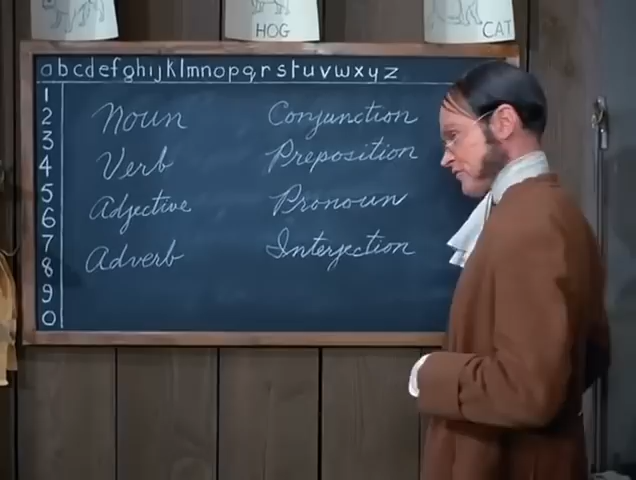 HOG
CAT
abcdefghijklmnopqrstuvwxyz
1
2
3
4
5
6
7
8
9
0
Noun
Verb
Adjective
Adverb
Conjunction
Preposition
Pronoun
Interjection